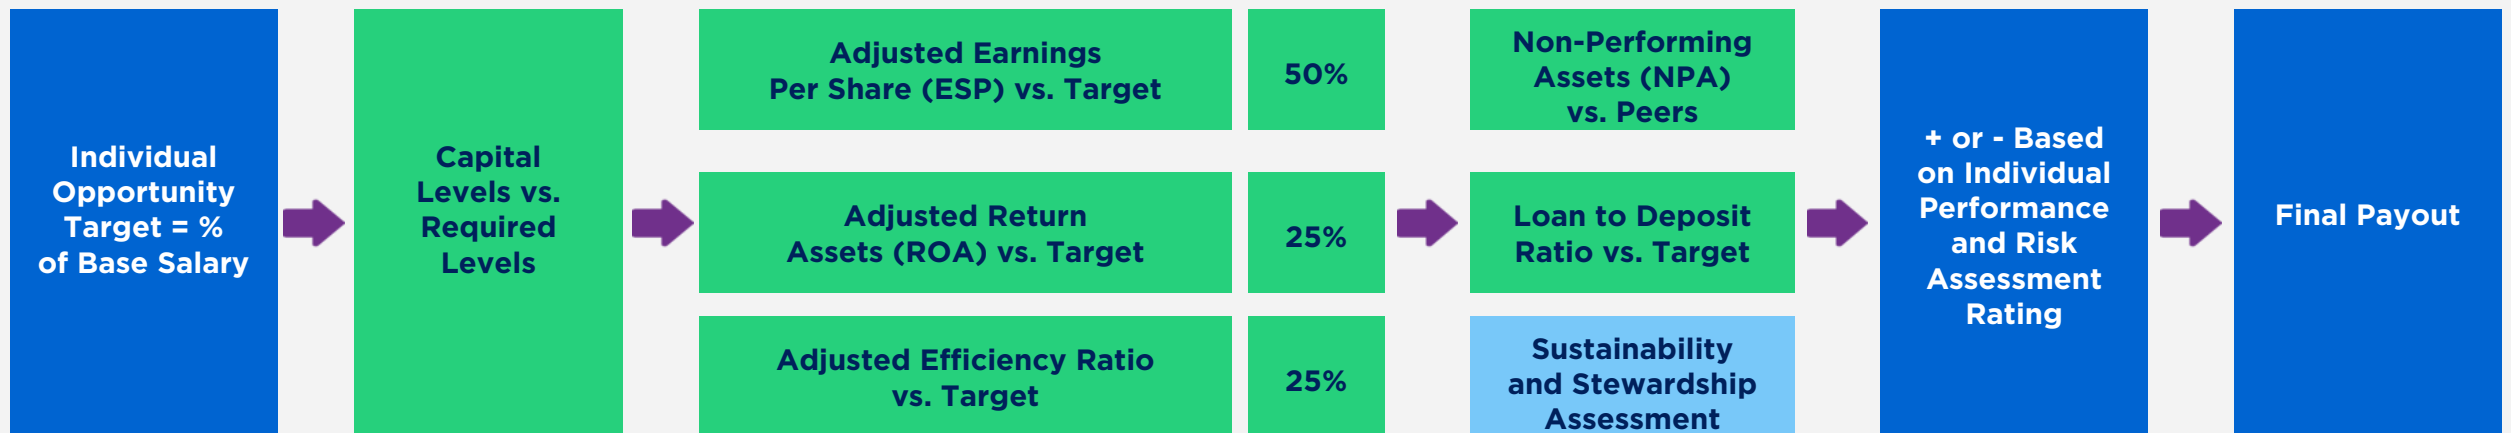 Individual
Opportunity
Target = %
of Base Salary
Capital
Levels vs.
Required
Levels
Adjusted Earnings
Per Share (ESP) vs. Target
50%
Adjusted Return
Assets (ROA) vs. Target
25%
Adjusted Efficiency Ratio
vs. Target
25%
Non-Performing
Assets (NPA)
vs. Peers
Loan to Deposit
Ratio vs. Target
Sustainability
and Stewardship
Assessment
+ or - Based
on Individual
Performance
and Risk
Assessment
Rating
Final Payout